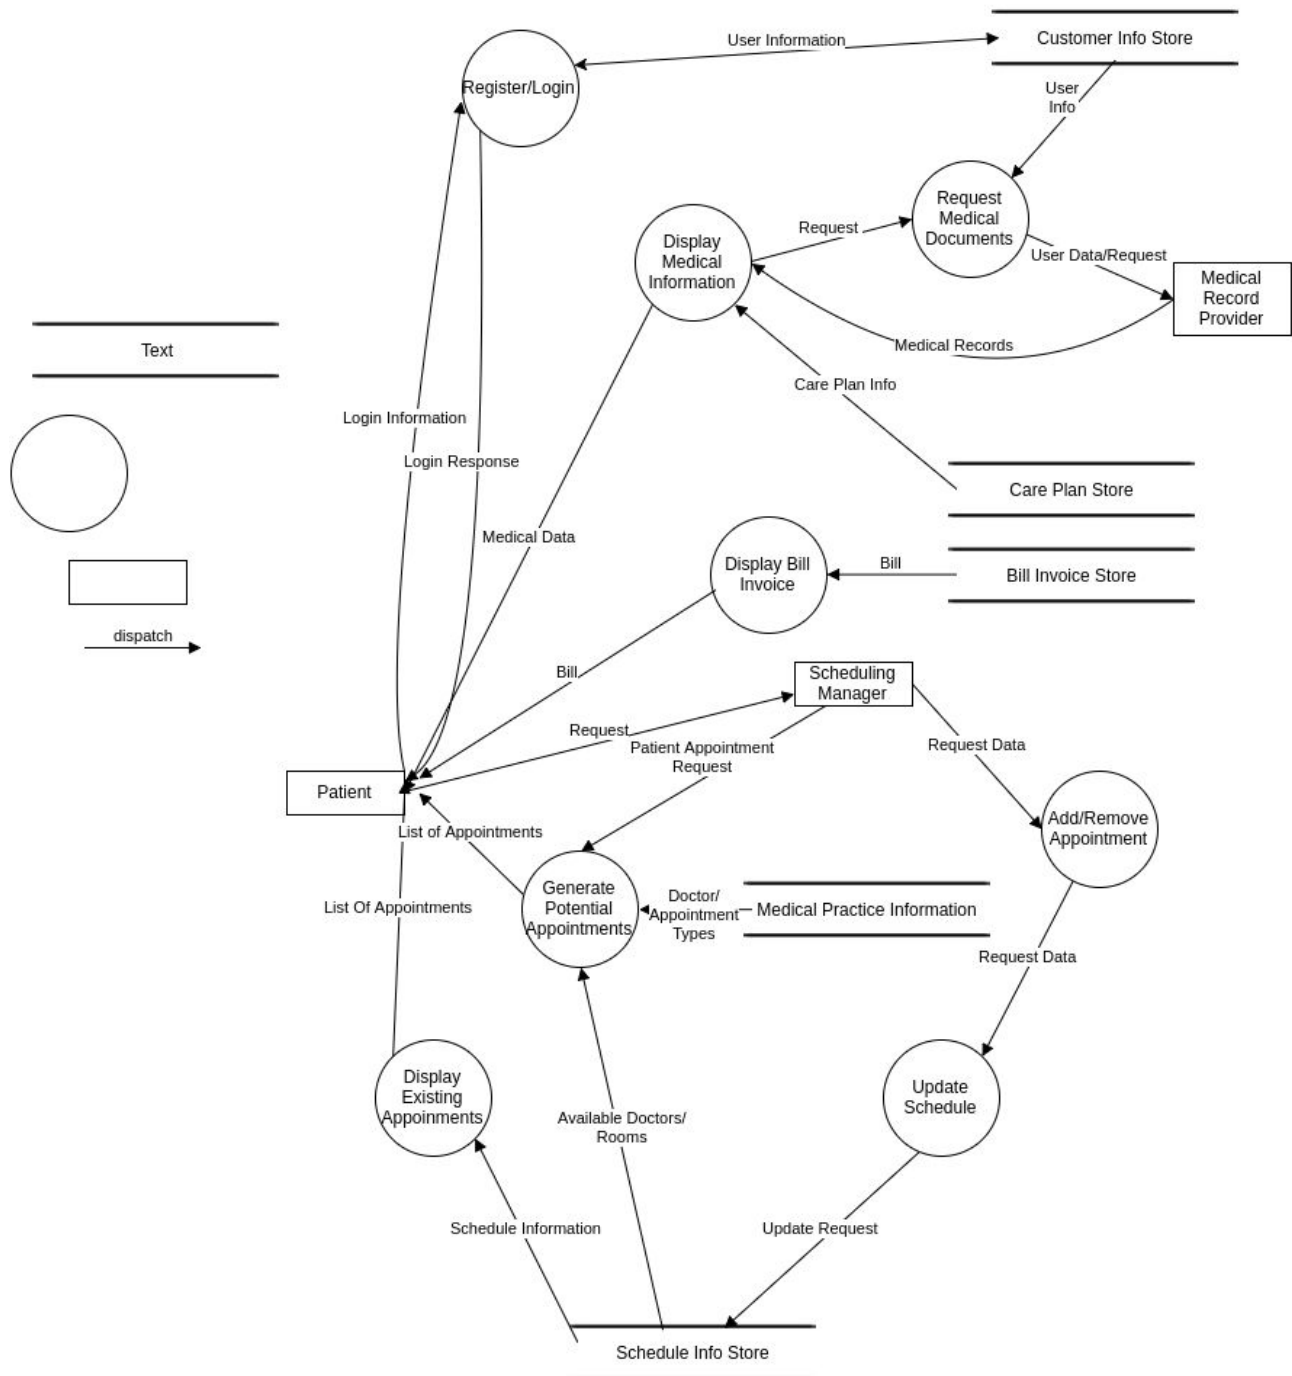 User Information
Customer Info Store
Register/Login
User
Info
Request
Medical
Documents
Request
Display
Medical
Information
User Data/Request
Medical
Record
Provider
Medical Records
Text
Care Plan Info
Login Information
Login Response
Care Plan Store
Medical Data
Display Bill
Invoice
Bill
Bill Invoice Store
dispatch
Bill
Scheduling
Manager
Request
Patient Appointment
Request
Request Data
Patient
List of Appointments
Add/Remove
Appointment
List Of Appointments
Generate
Potential
Appointments
Doctor/
Appointment
Types
Medical Practice Information
Request Data
Display
Existing
Appoinments
Update
Schedule
Available Doctors/
Rooms
Schedule Information
Update Request
Schedule Info Store